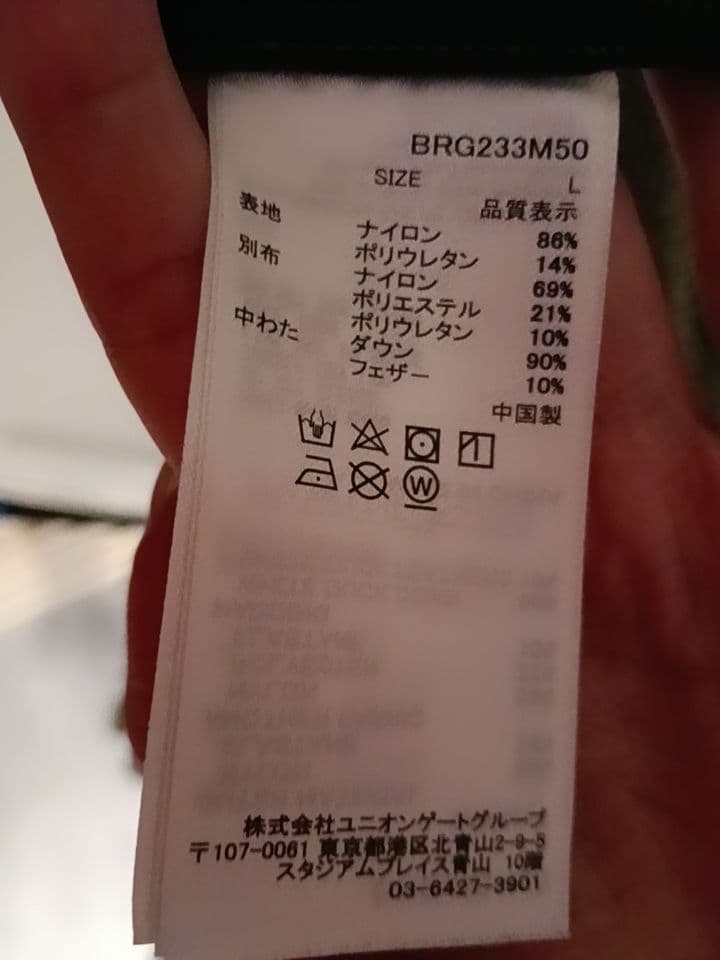 BRG233M50
SIZE L
品質表示
表地 ナイロン 86%
ポリウレタン 14%
別布 ナイロン 69%
ポリエステル 21%
ポリウレタン 10%
中わた ダウン 90%
フェザー 10%
中国製
W
株式会社ユニオンゲートグループ
〒107-0061 東京都港区北青山2-9-5
スタジアムプレイス青山 10階
03-6427-3901